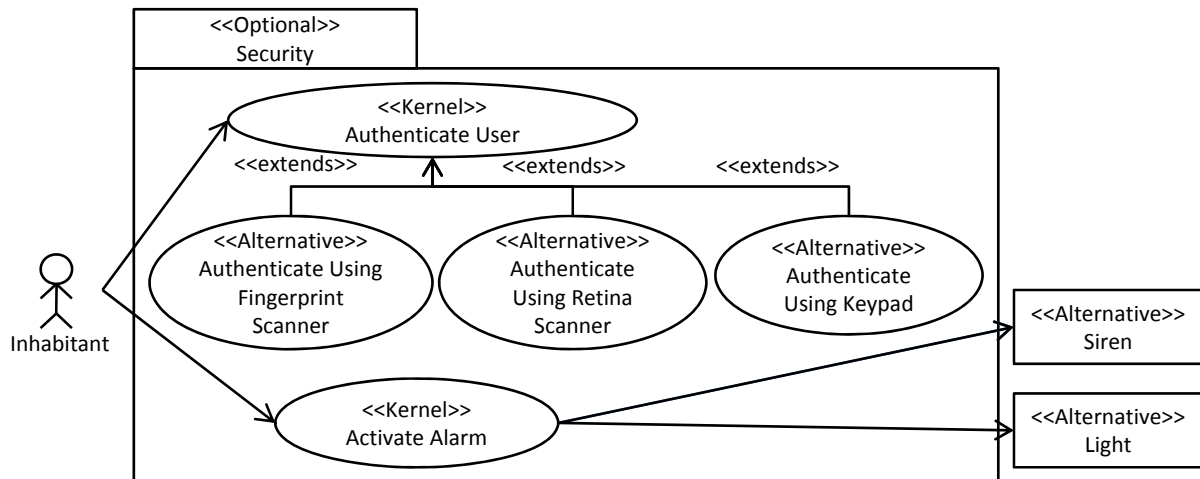 <<Optional>>
Security
<<Kernel>>
Authenticate User
<<extends>>
<<extends>>
<<extends>>
<<Alternative>>
Authenticate Using
Fingerprint
Scanner
<<Alternative>>
Authenticate
Using Retina
Scanner
<<Alternative>>
Authenticate
Using Keypad
Inhabitant
<<Alternative>>
Siren
<<Kernel>>
Activate Alarm
<<Alternative>>
Light